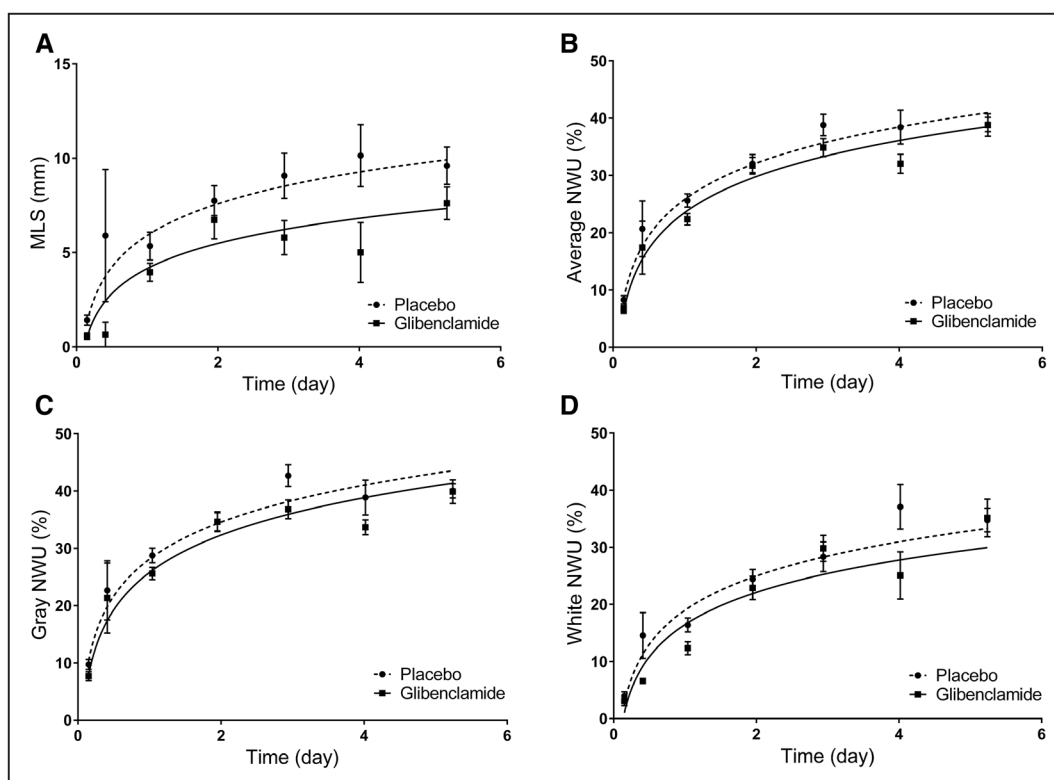 A
15
10
5
0
MLS (mm)
Placebo
Glibenclamide
0 2 4 6
Time (day)
B
50
40
30
20
10
0
Average NWU (%)
Placebo
Glibenclamide
0 2 4 6
Time (day)
C
50
40
30
20
10
0
Gray NWU (%)
Placebo
Glibenclamide
0 2 4 6
Time (day)
D
50
40
30
20
10
0
White NWU (%)
Placebo
Glibenclamide
0 2 4 6
Time (day)